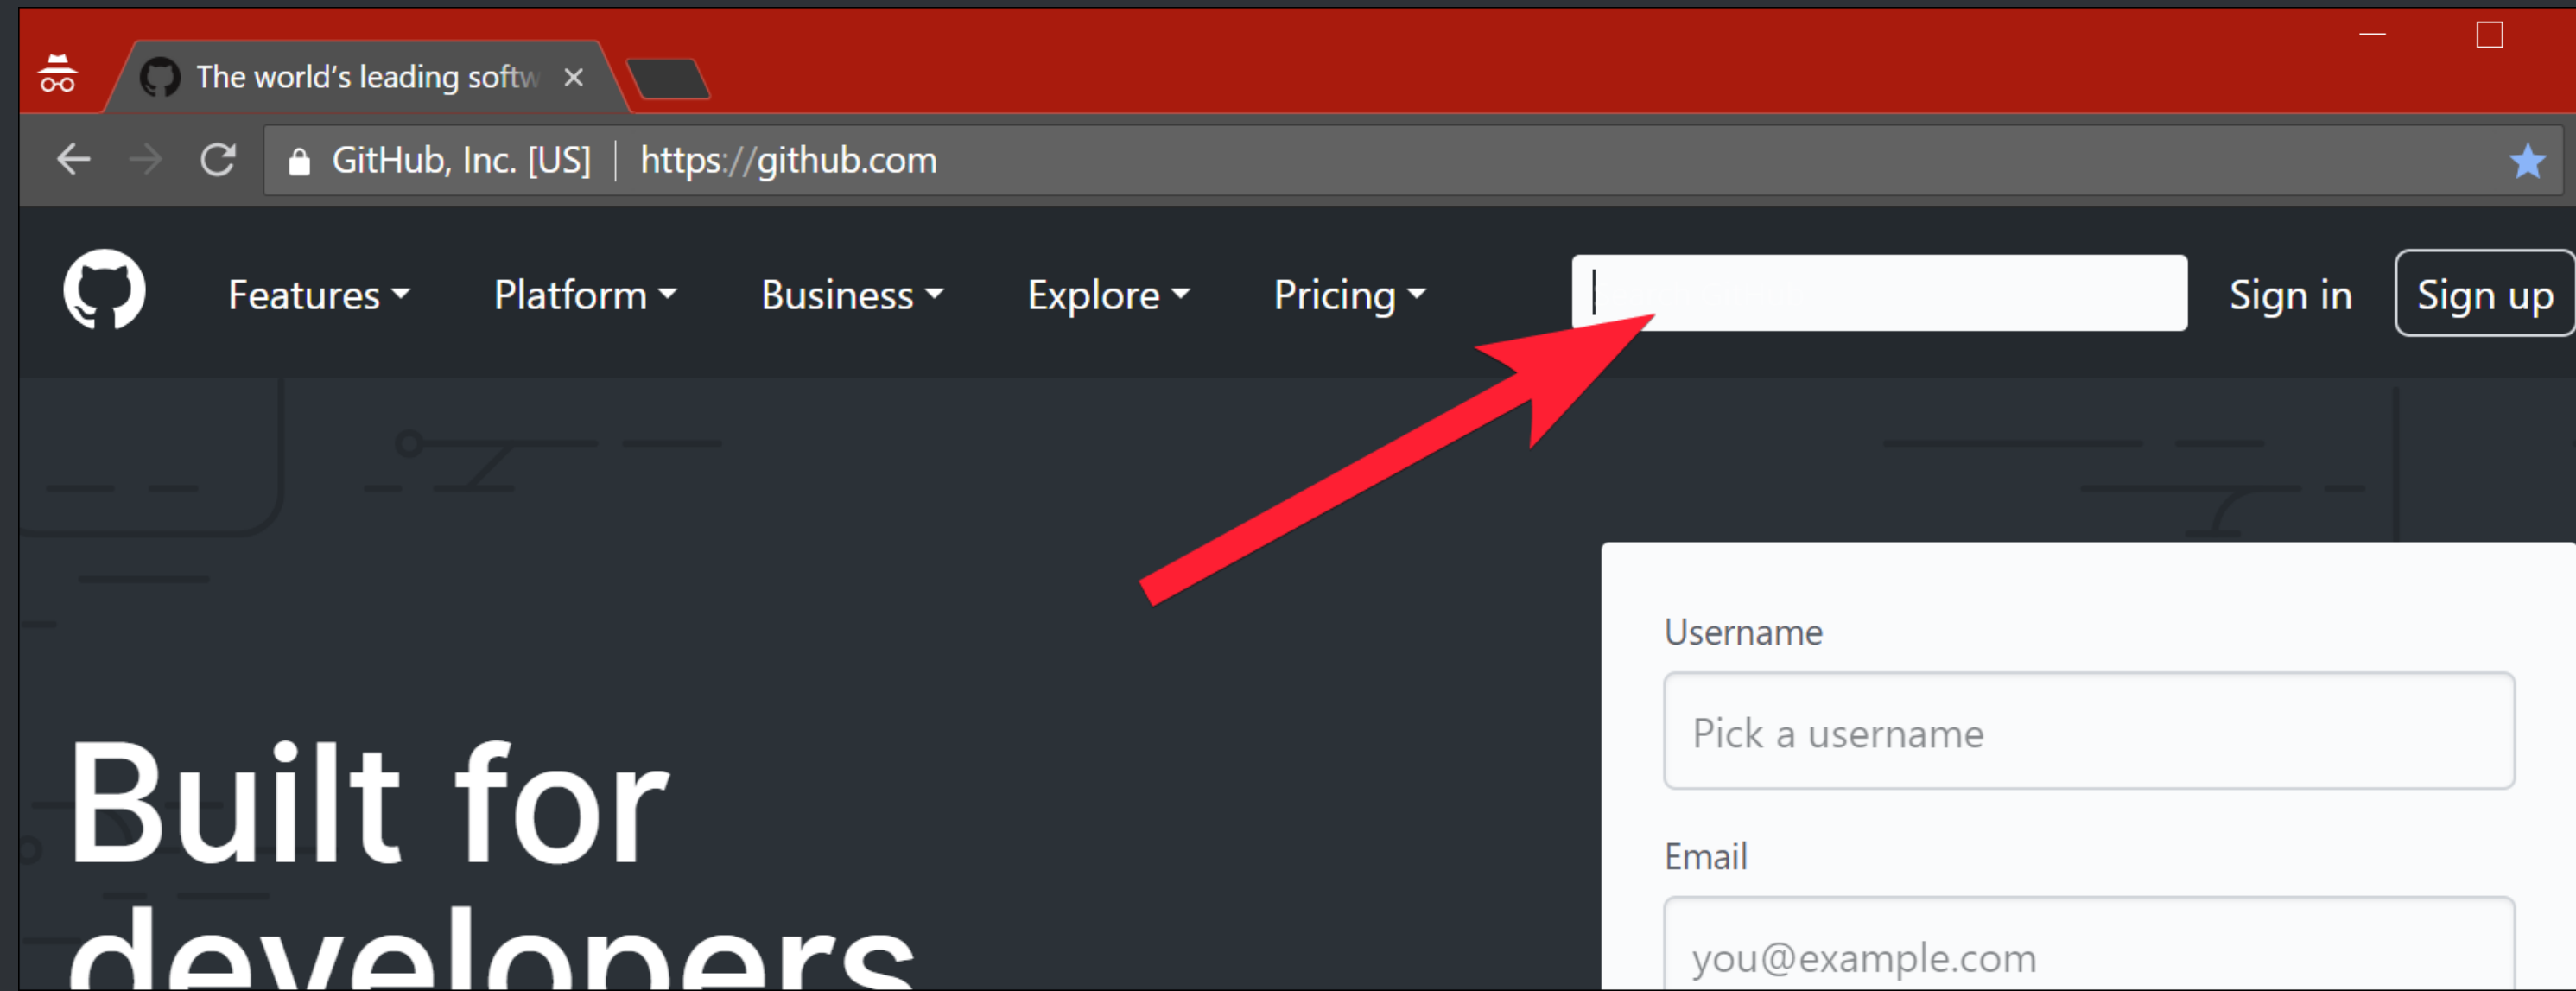 The world's leading softw
GitHub, Inc. [US] | https://github.com
Features Platform Business Explore Pricing Sign in Sign up
Built for
developers
Username
Pick a username
Email
you@example.com